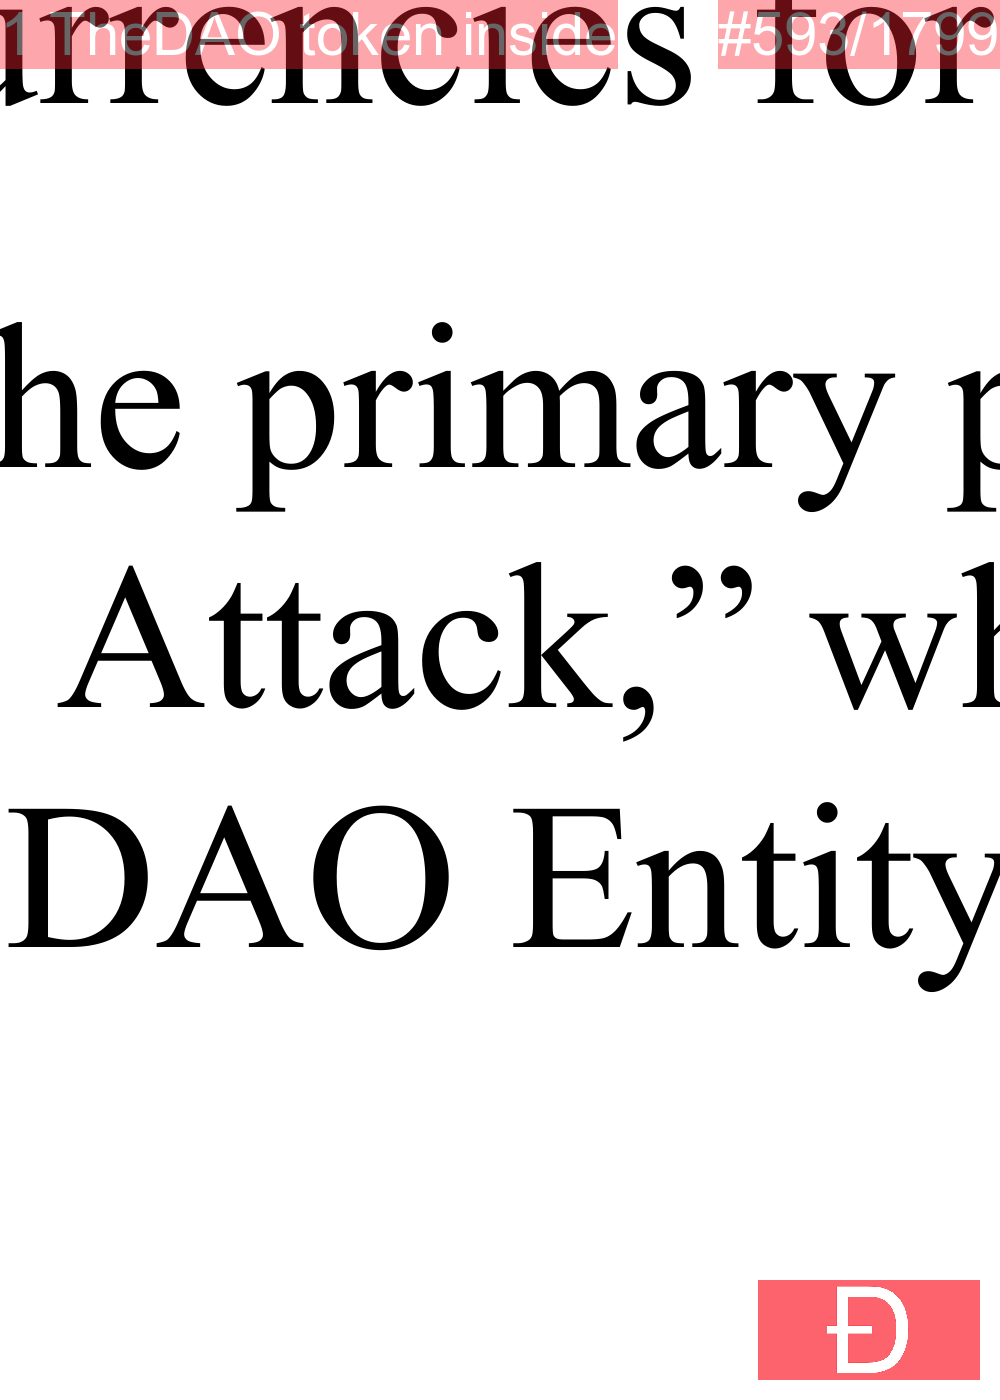 1 TheDAO token inside #593/1799
urrencies for
he primary p
Attack,” wh
DAO Entity
Đ